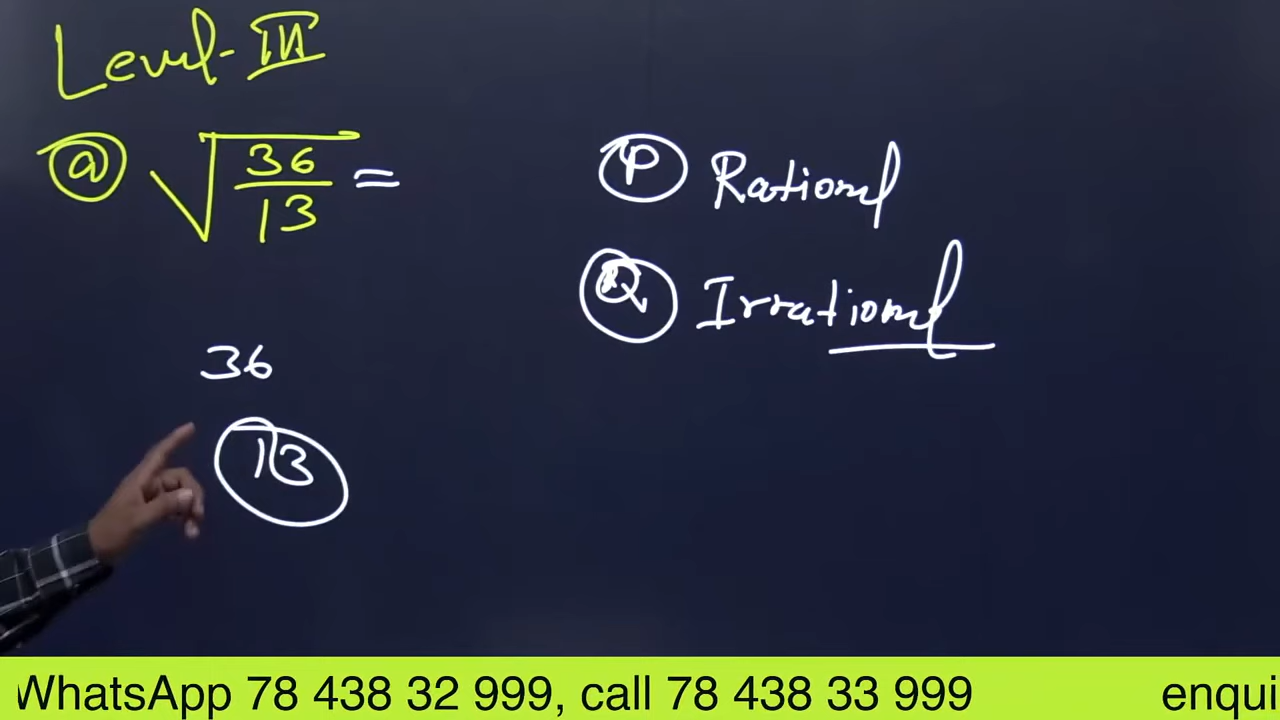 Level-III
(a) √36/13 =
(P) Rational
(Q) Irrational
36
13
WhatsApp 78 438 32 999, call 78 438 33 999 enqui